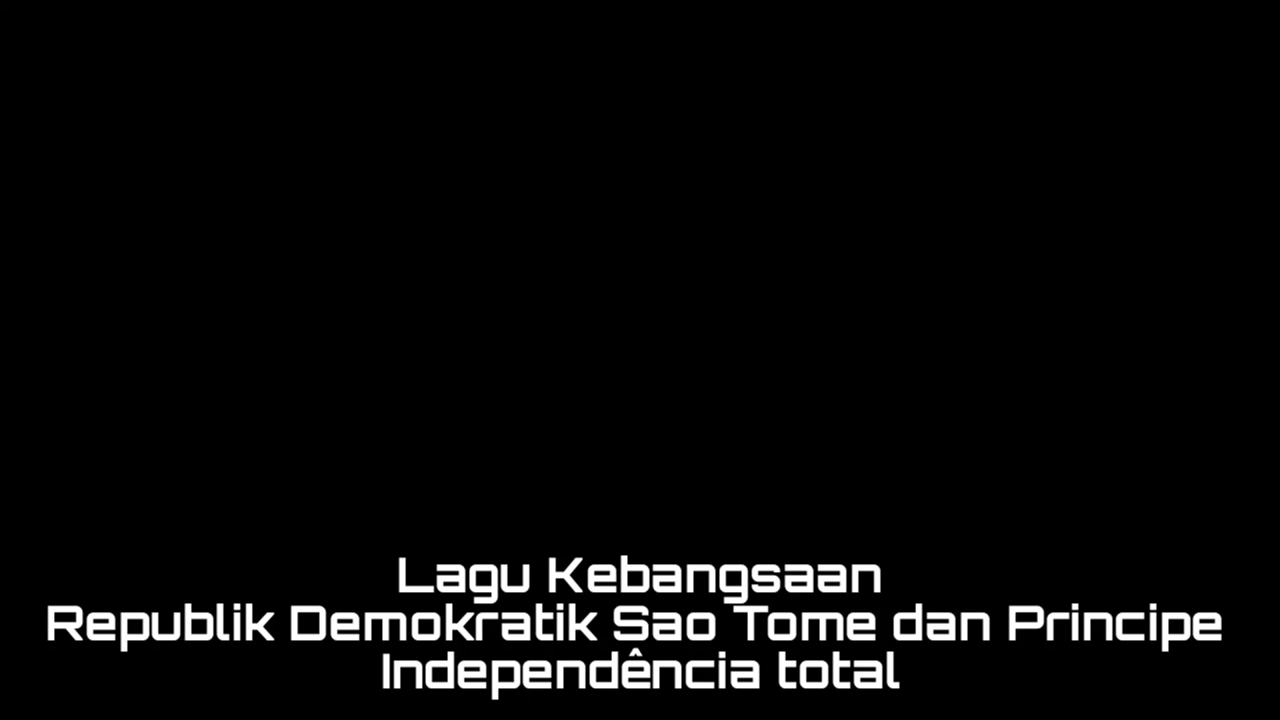 Lagu Kebangsaan
Republik Demokratik Sao Tome dan Principe
Independência total